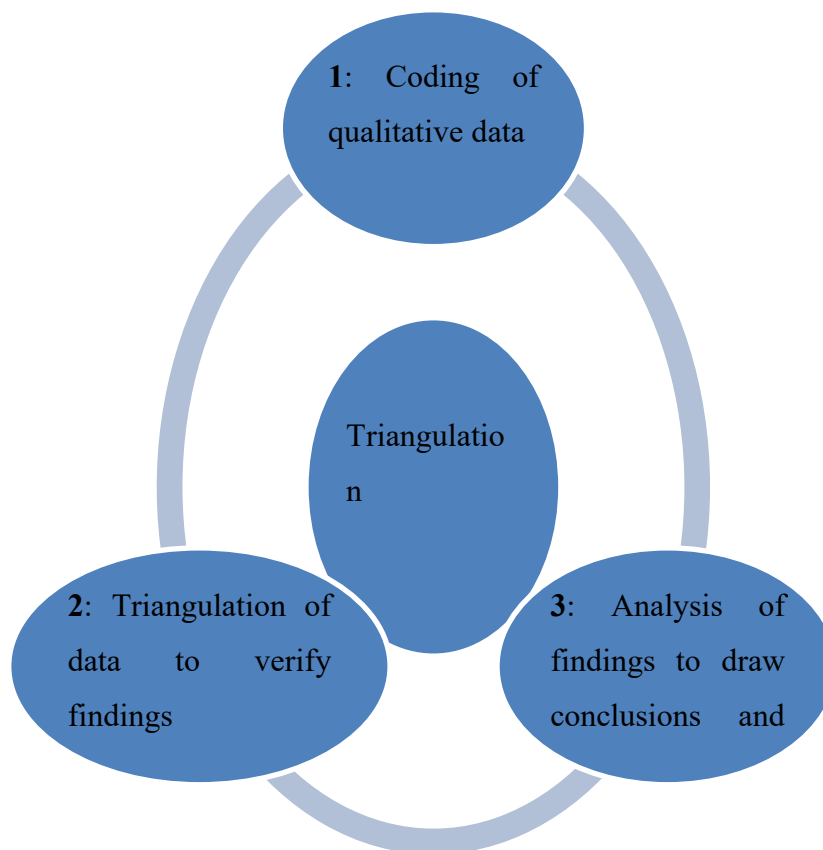 1: Coding of
qualitative data
Triangulatio
n
2: Triangulation of
data to verify
findings
3: Analysis of
findings to draw
conclusions and